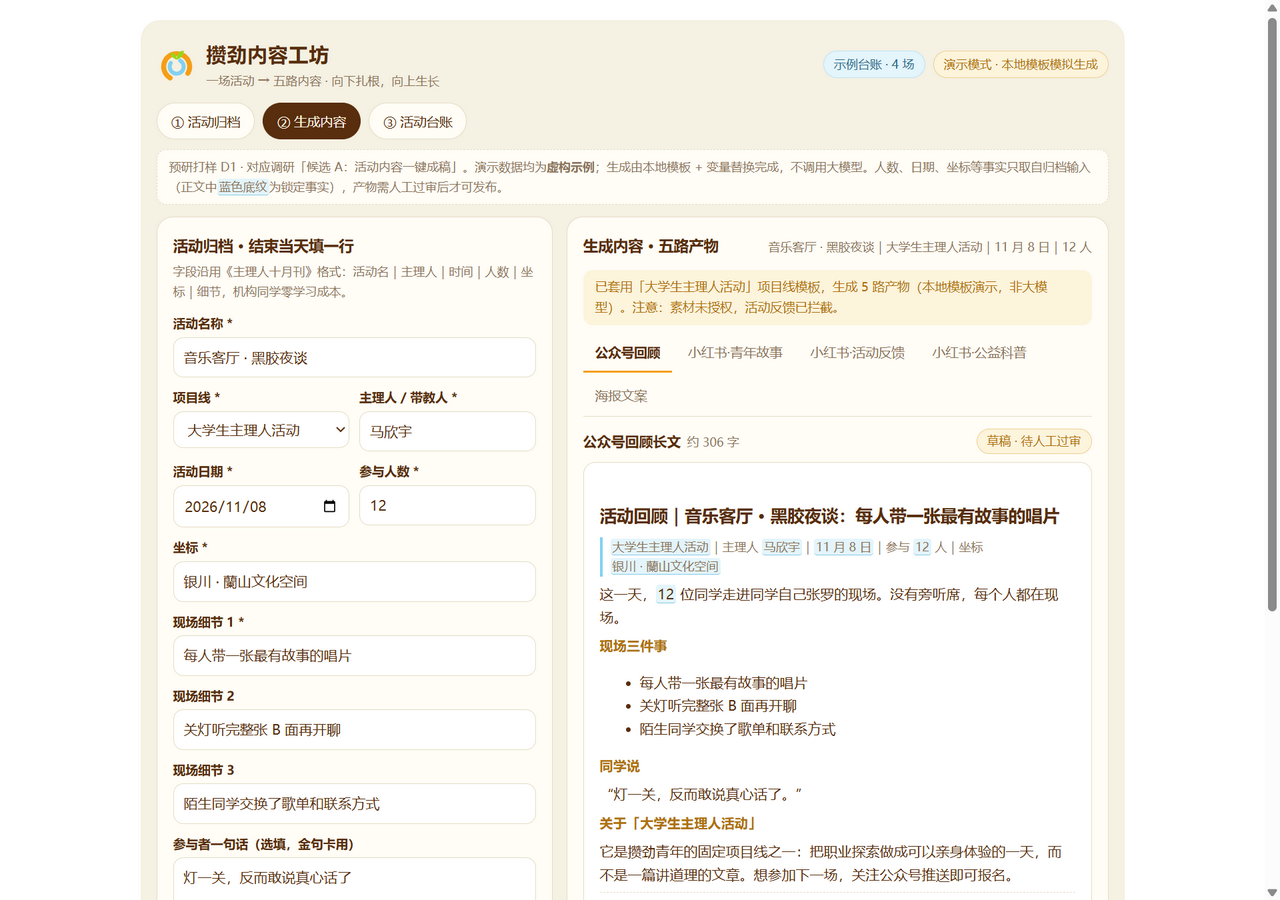 攒劲内容工坊
一场活动 → 五路内容 · 向下扎根，向上生长
示例台账 · 4 场
演示模式 · 本地模板模拟生成
① 活动归档
② 生成内容
③ 活动台账
预研打样 D1 · 对应调研「候选 A：活动内容一键成稿」。演示数据均为虚构示例；生成由本地模板 + 变量替换完成，不调用大模型。人数、日期、坐标等事实只取自归档输入
（正文中蓝色底纹为锁定事实），产物需人工过审后才可发布。
活动归档 · 结束当天填一行
字段沿用《主理人十月刊》格式：活动名 | 主理人 | 时间 | 人数 | 坐
标 | 细节，机构同学零学习成本。
活动名称 *
音乐客厅 · 黑胶夜谈
项目线 *
主理人 / 带教人 *
大学生主理人活动
马欣宇
活动日期 *
参与人数 *
2026/11/08
12
坐标 *
银川 · 蘭山文化空间
现场细节 1 *
每人带一张最有故事的唱片
现场细节 2
关灯听完整张 B 面再开聊
现场细节 3
陌生同学交换了歌单和联系方式
参与者一句话（选填，金句卡用）
灯一关，反而敢说真心话了
生成内容 · 五路产物
音乐客厅 · 黑胶夜谈 | 大学生主理人活动 | 11 月 8 日 | 12 人
已套用「大学生主理人活动」项目线模板，生成 5 路产物（本地模板演示，非大模
型）。注意：素材未授权，活动反馈已拦截。
公众号回顾
小红书·青年故事
小红书·活动反馈
小红书·公益科普
海报文案
公众号回顾长文 约 306 字
草稿 · 待人工过审
活动回顾｜音乐客厅 · 黑胶夜谈：每人带一张最有故事的唱片
大学生主理人活动 | 主理人 马欣宇 | 11 月 8 日 | 参与 12 人 | 坐标
银川 · 蘭山文化空间
这一天，12 位同学走进同学自己张罗的现场。没有旁听席，每个人都在现
场。
现场三件事
• 每人带一张最有故事的唱片
• 关灯听完整张 B 面再开聊
• 陌生同学交换了歌单和联系方式
同学说
“灯一关，反而敢说真心话了。”
关于「大学生主理人活动」
它是攒劲青年的固定项目线之一：把职业探索做成可以亲身体验的一天，而
不是一篇讲道理的文章。想参加下一场，关注公众号推送即可报名。